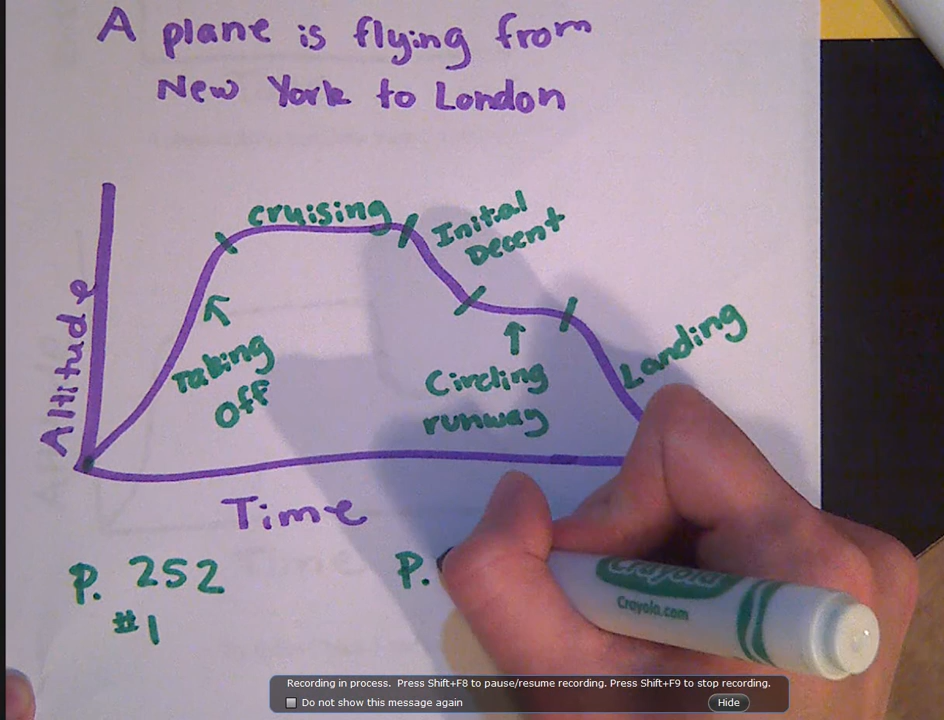 A plane is flying from
New York to London
cruising
Initial
Decent
Altitude
Taking
Off
Circling
runway
Landing
Time
P. 252
#1
P.
Crayola
Crayola.com
Recording in process. Press Shift+F8 to pause/resume recording. Press Shift+F9 to stop recording.
Do not show this message again
Hide